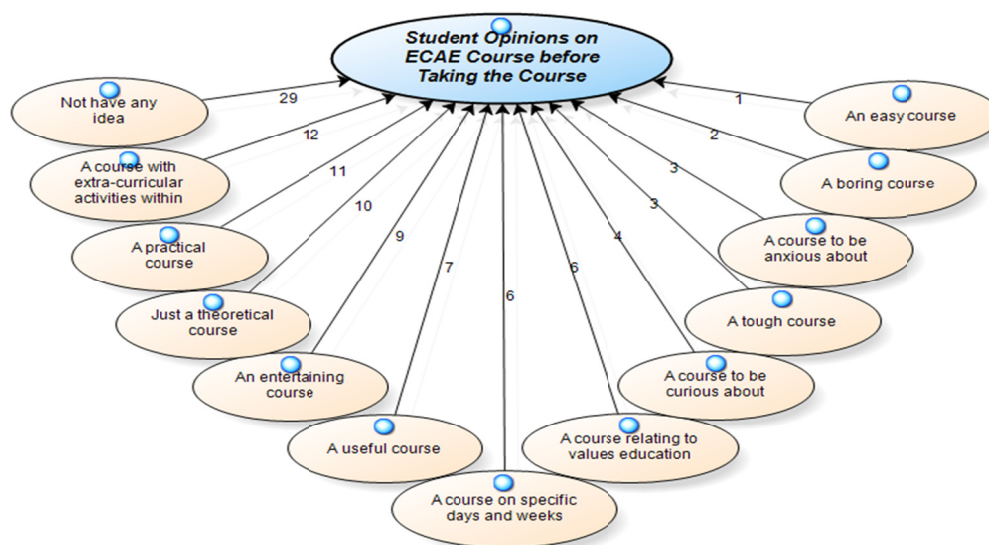 Student Opinions on
ECAE Course before
Taking the Course
Not have any
idea
29
1
An easy course
A course with
extra-curricular
activities within
12
2
A boring course
A practical
course
11
3
A course to be
anxious about
Just a theoretical
course
10
3
A tough course
An entertaining
course
9
4
A course to be
curious about
A useful course
7
6
A course relating to
values education
6
A course on specific
days and weeks